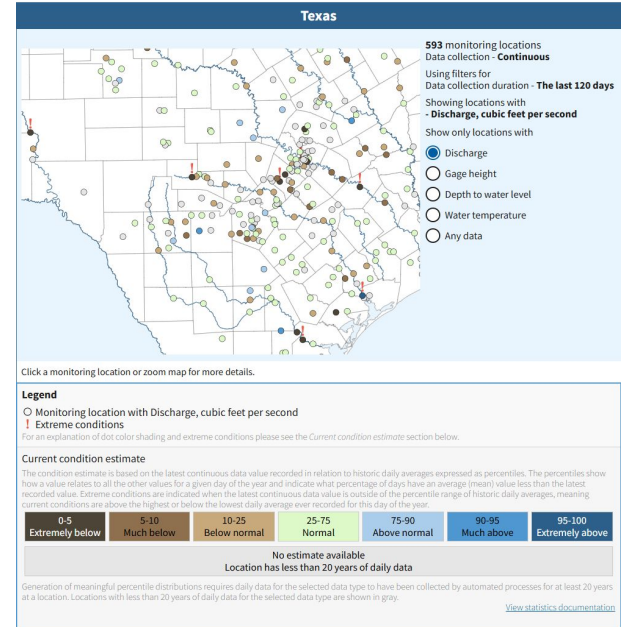 Texas
593 monitoring locations
Data collection - Continuous
Using filters for
Data collection duration - The last 120 days
Showing locations with
- Discharge, cubic feet per second
Show only locations with
Discharge
Gage height
Depth to water level
Water temperature
Any data
Click a monitoring location or zoom map for more details.
Legend
Monitoring location with Discharge, cubic feet per second
! Extreme conditions
For an explanation of dot color shading and extreme conditions please see the Current condition estimate section below.
Current condition estimate
The condition estimate is based on the latest continuous data value recorded in relation to historic daily averages expressed as percentiles. The percentiles show
how a value relates to all the other values for a given day of the year and indicate what percentage of days have an average (mean) value less than the latest
recorded value. Extreme conditions are indicated when the latest continuous data value is outside of the percentile range of historic daily averages, meaning
current conditions are above the highest or below the lowest daily average ever recorded for this day of the year.
0-5 5-10 10-25 25-75 75-90 90-95 95-100
Extremely below Much below Below normal Normal Above normal Much above Extremely above
No estimate available
Location has less than 20 years of daily data
Generation of meaningful percentile distributions requires daily data for the selected data type to have been collected by automated processes for at least 20 years
at a location. Locations with less than 20 years of daily data for the selected data type are shown in gray.
View statistics documentation